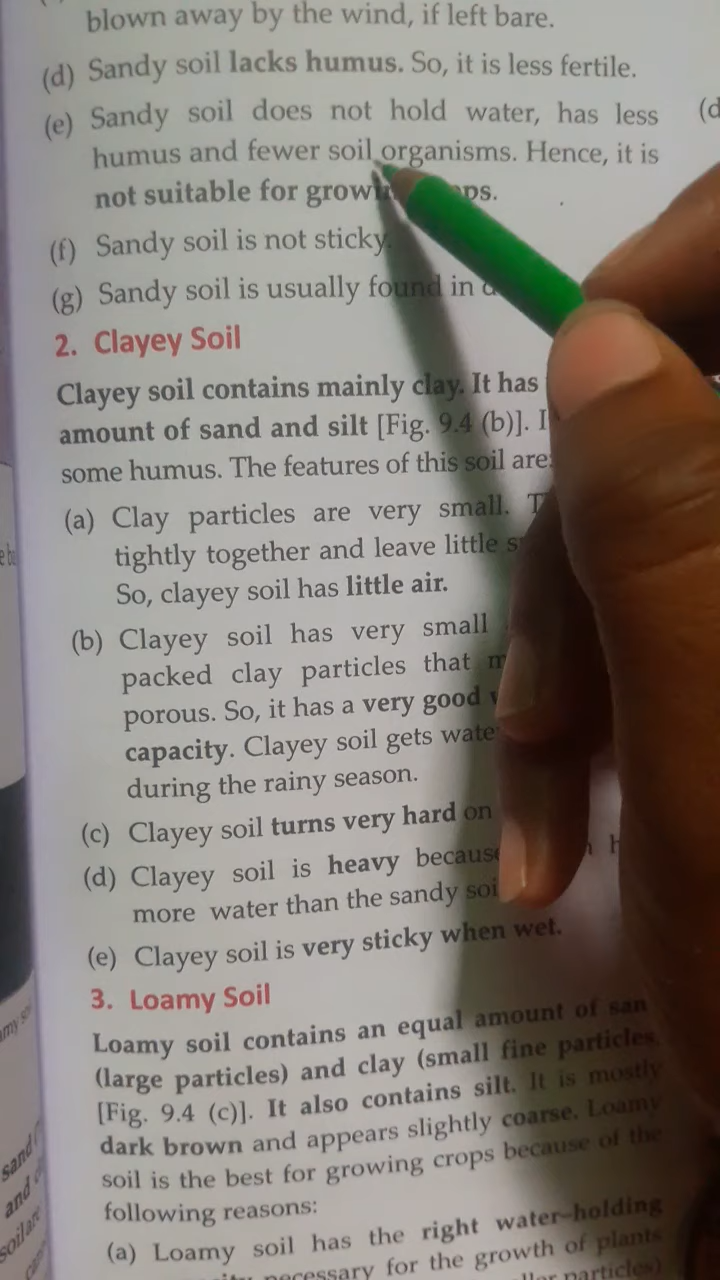 blown away by the wind, if left bare.
(d) Sandy soil lacks humus. So, it is less fertile.
(e) Sandy soil does not hold water, has less
humus and fewer soil organisms. Hence, it is
not suitable for
(f) Sandy soil is not sticky.
(g) Sandy soil is usually found in
2. Clayey Soil
Clayey soil contains mainly clay. It has
amount of sand and silt [Fig. 9.4 (b)].
some humus. The features of this soil are:
(a) Clay particles are very small.
tightly together and leave little
So, clayey soil has little air.
(b) Clayey soil has very small
packed clay particles that
porous. So, it has a very good
capacity. Clayey soil gets
during the rainy season.
(c) Clayey soil turns very hard on
(d) Clayey soil is heavy
more water than the sandy
(e) Clayey soil is very sticky when wet.
3. Loamy Soil
Loamy soil contains an equal amount of
(large particles) and clay (small fine particles
[Fig. 9.4 (c)]. It also contains silt. It is mostly
dark brown and appears slightly coarse. Loamy
soil is the best for growing crops because of the
following reasons:
(a) Loamy soil has the right water-holding
necessary for the growth of plants
particles)
sand
and